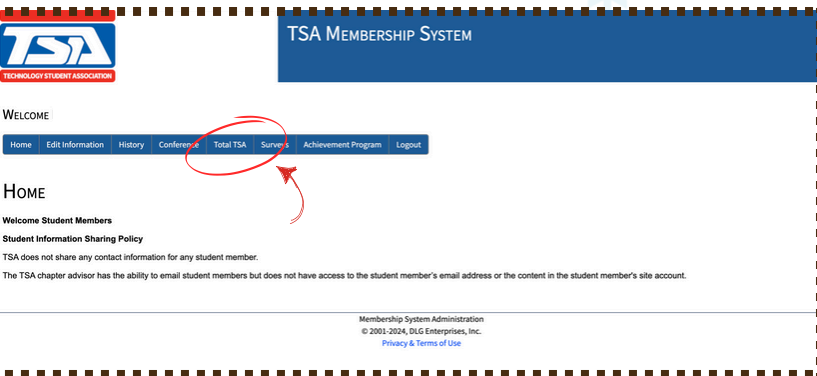 TSA
TECHNOLOGY STUDENT ASSOCIATION
TSA MEMBERSHIP SYSTEM
WELCOME
Home Edit Information History Conference Total TSA Surveys Achievement Program Logout
HOME
Welcome Student Members
Student Information Sharing Policy
TSA does not share any contact information for any student member.
The TSA chapter advisor has the ability to email student members but does not have access to the student member's email address or the content in the student member's site account.
Membership System Administration
© 2001-2024, DLG Enterprises, Inc.
Privacy & Terms of Use